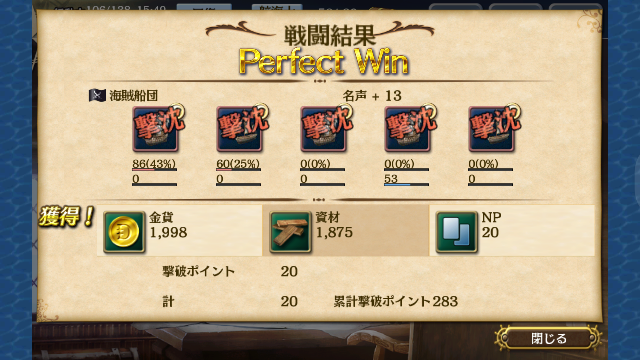 戦闘結果
Perfect Win
海賊船団 名声 + 13
撃沈 撃沈 撃沈 撃沈 撃沈
86(43%) 60(25%) 0(0%) 0(0%) 0(0%)
0 0 0 53 0
獲得!
金貨 資材 NP
1,998 1,875 20
撃破ポイント 20
計 20 累計撃破ポイント283
閉じる